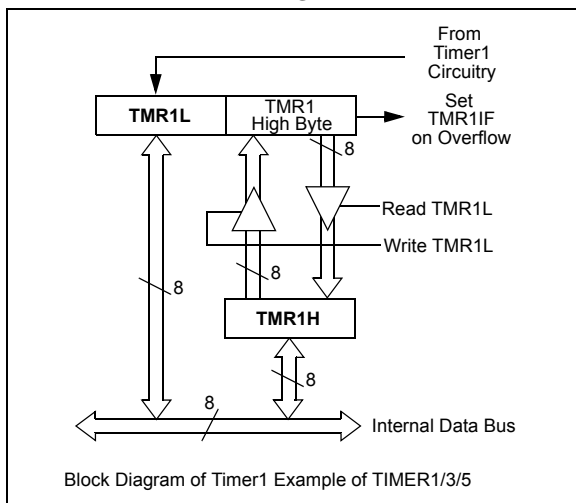 From
Timer1
Circuitry
TMR1L
TMR1
High Byte
Set
TMR1IF
on Overflow
8
Read TMR1L
Write TMR1L
8
8
TMR1H
8
8
Internal Data Bus
Block Diagram of Timer1 Example of TIMER1/3/5